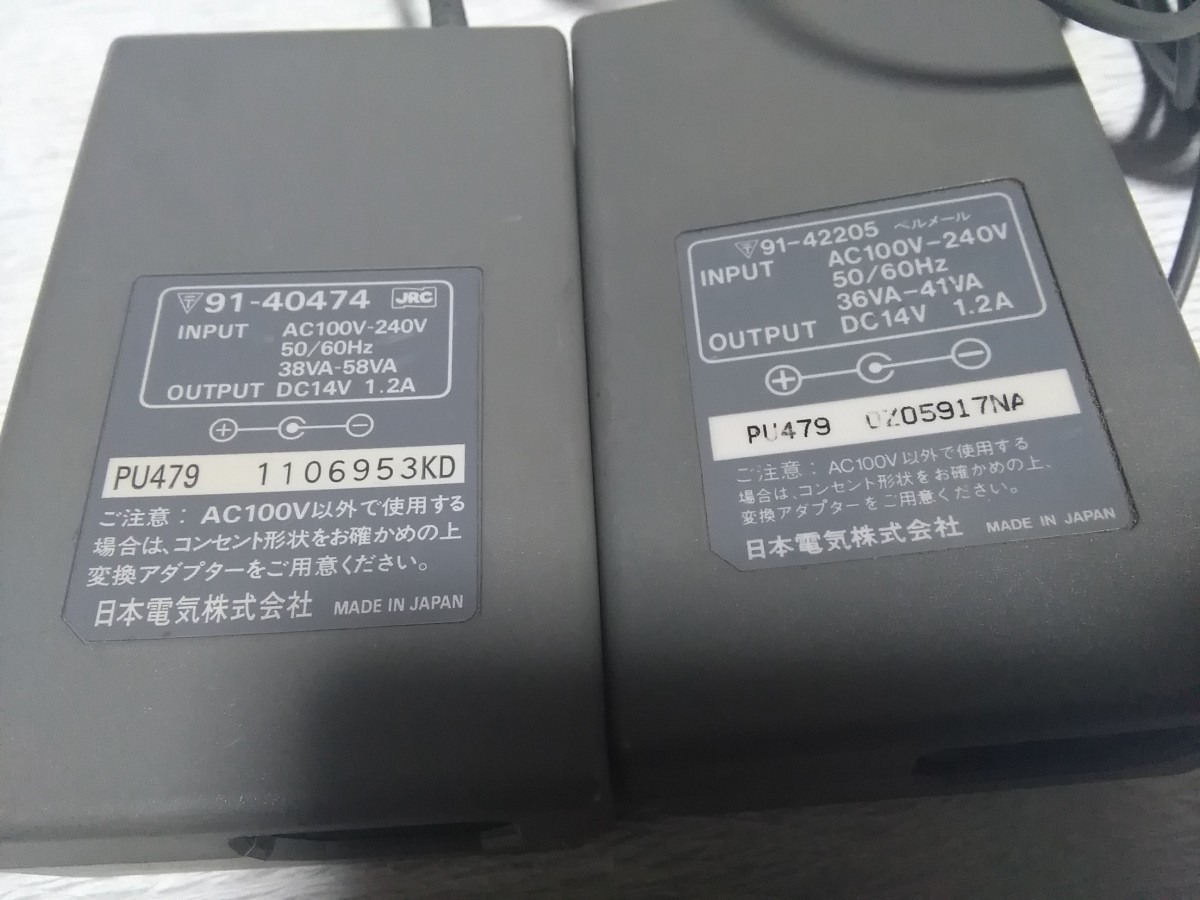 91-40474 JRC
INPUT AC100V-240V
50/60Hz
38VA-58VA
OUTPUT DC14V 1.2A
PU479 1106953KD
ご注意：AC100V以外で使用する
場合は、コンセント形状をお確かめの上
変換アダプターをご用意ください。
日本電気株式会社 MADE IN JAPAN
91-42205 ベルメール
INPUT AC100V-240V
50/60Hz
36VA-41VA
OUTPUT DC14V 1.2A
PU479 0Z05917NA
ご注意：AC100V以外で使用する
場合は、コンセント形状をお確かめの上、
変換アダプターをご用意ください。
日本電気株式会社 MADE IN JAPAN